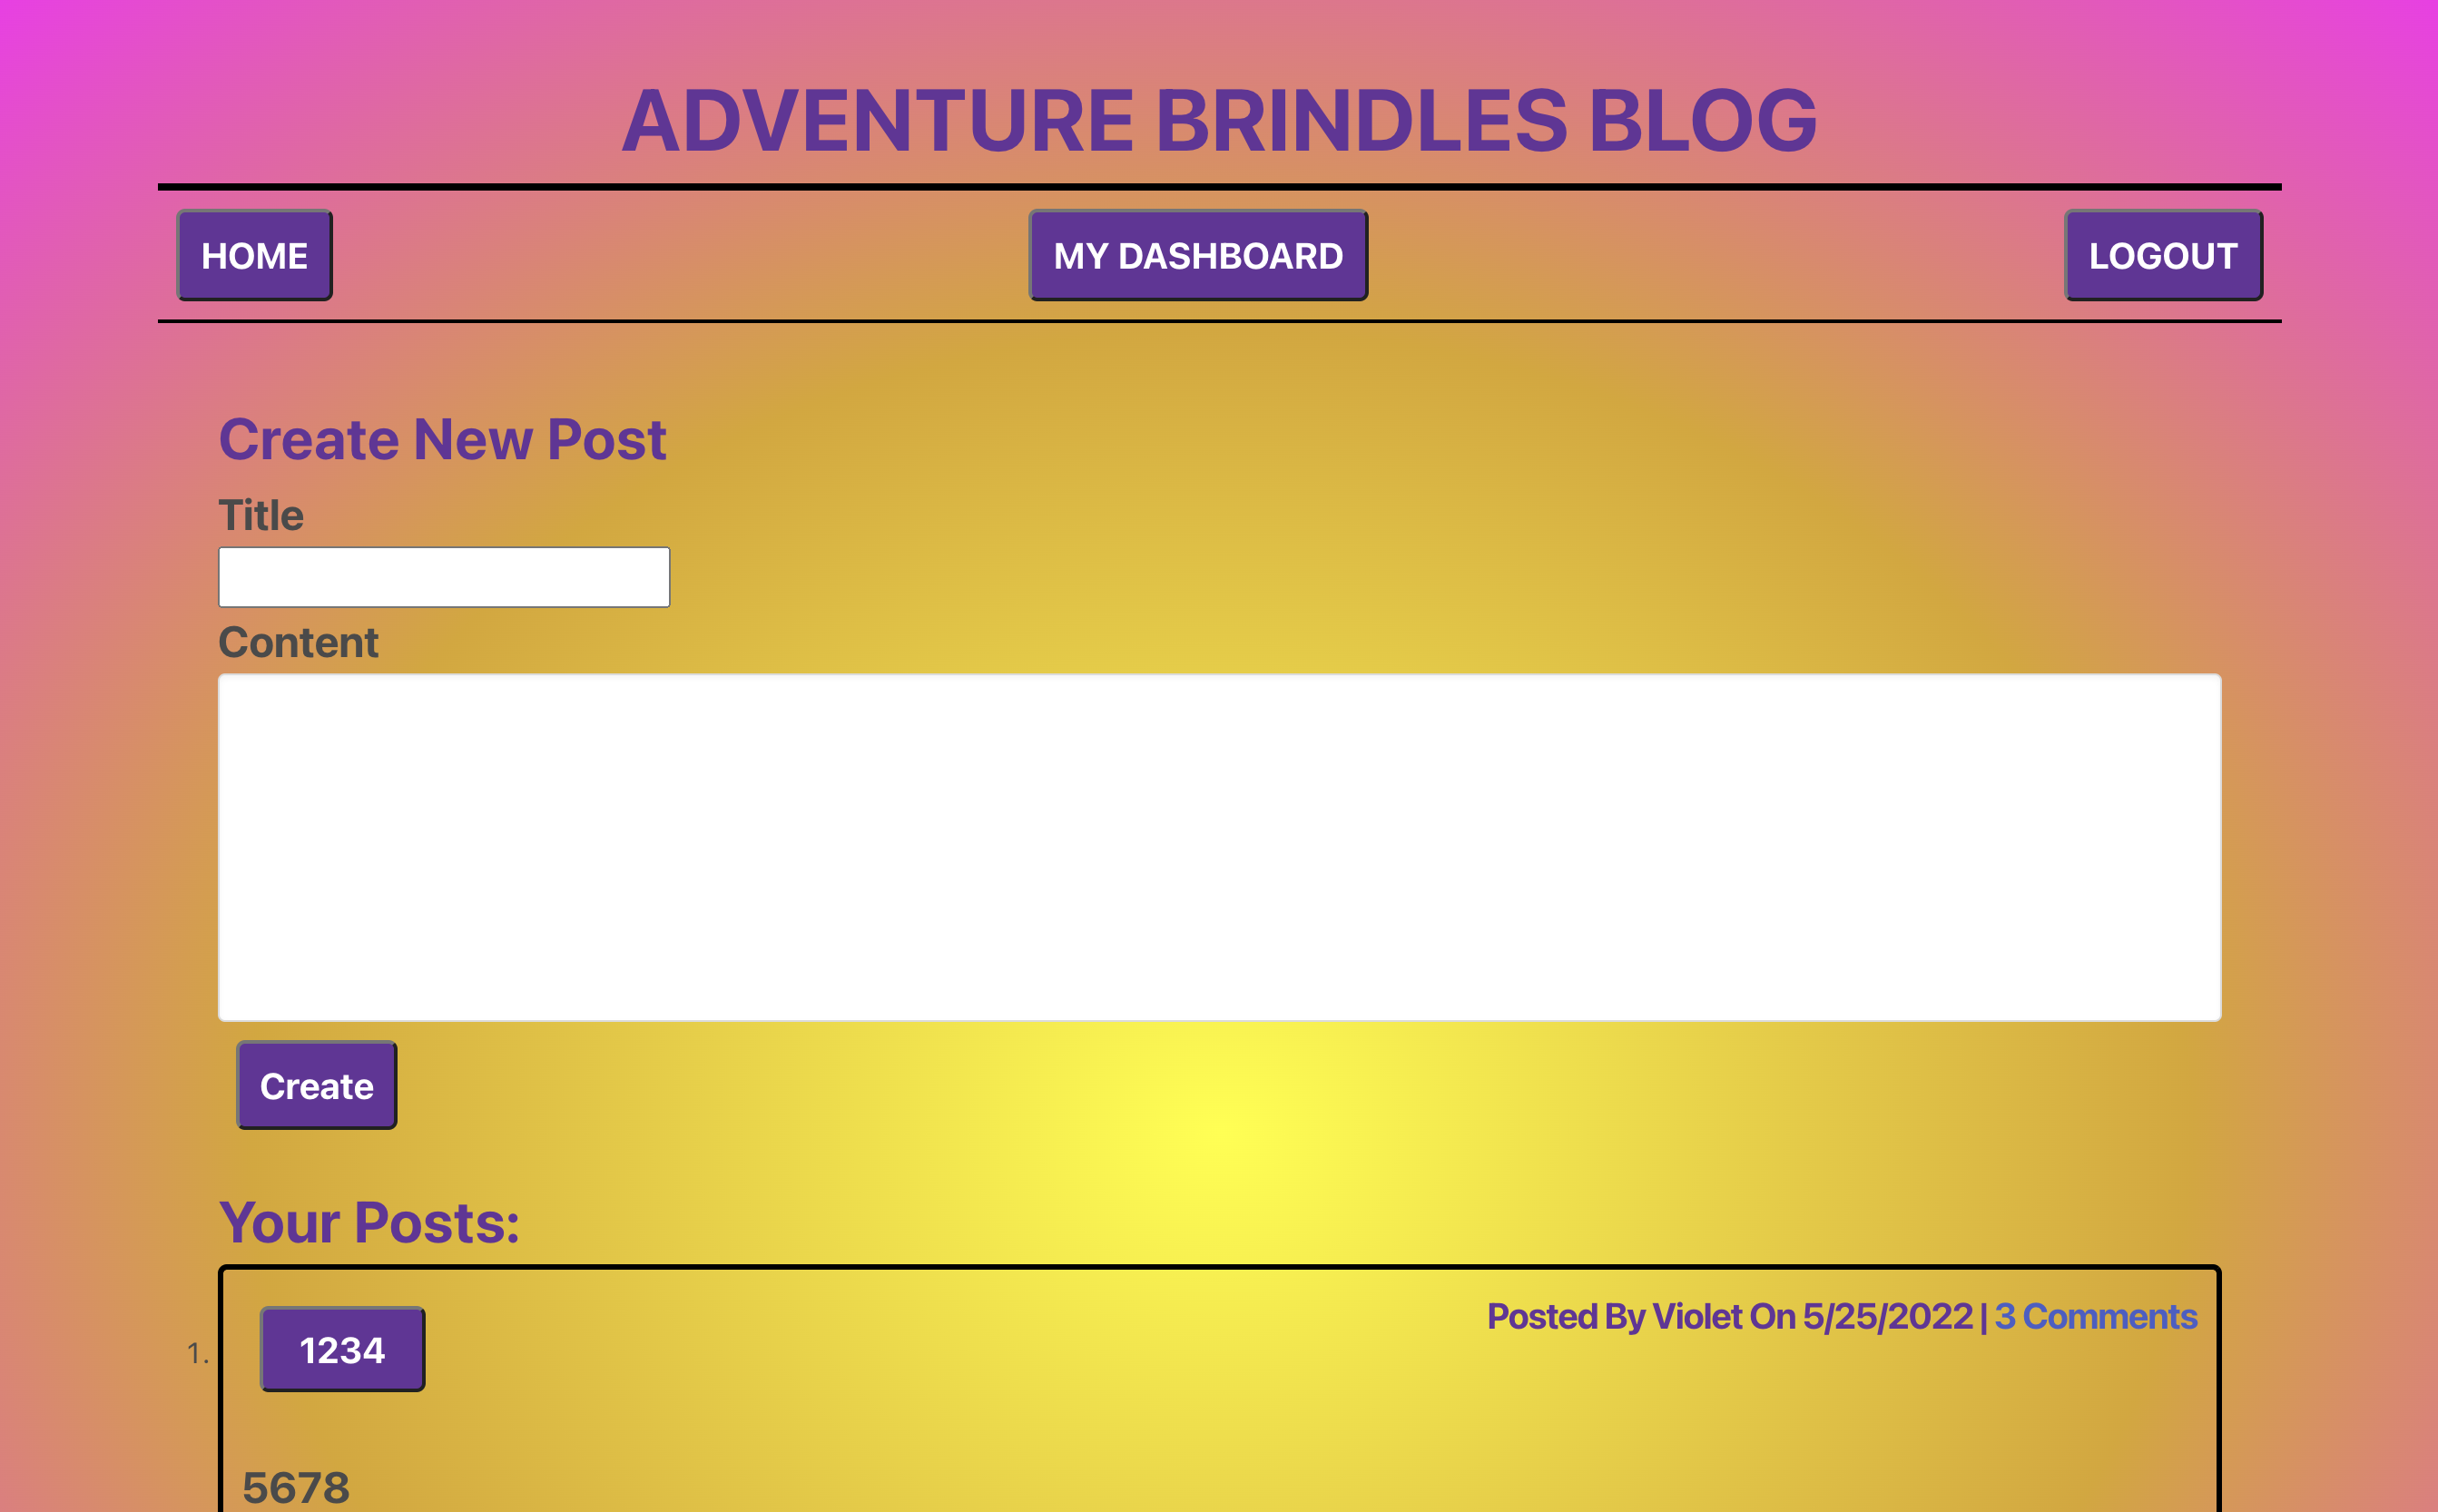 ADVENTURE BRINDLES BLOG
HOME
MY DASHBOARD
LOGOUT
Create New Post
Title
Content
Create
Your Posts:
1.
1234
Posted By Violet On 5/25/2022 | 3 Comments
5678